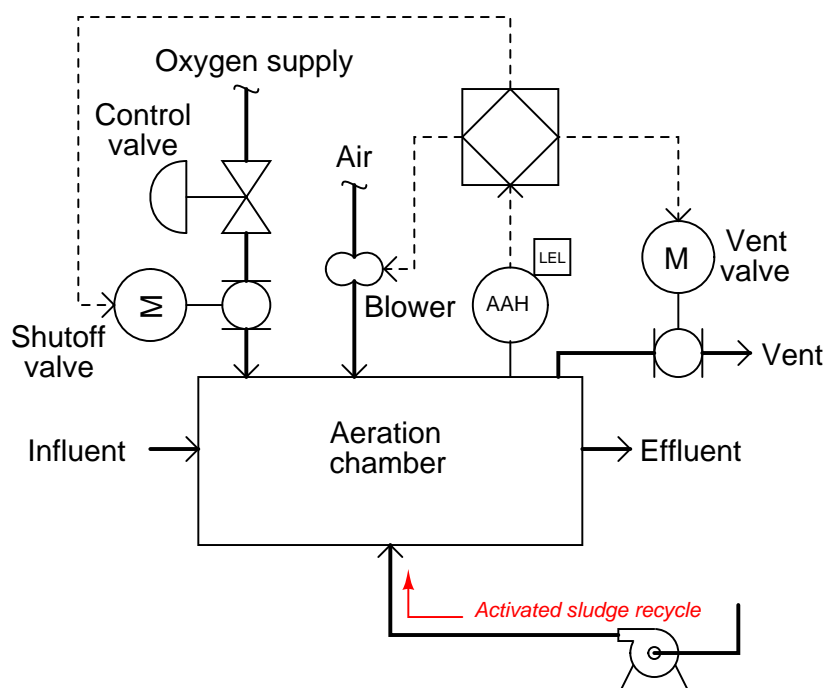 Oxygen supply
Control
valve
Air
LEL
AAH
M
Vent
valve
M
Blower
Shutoff
valve
Vent
Influent
Aeration
chamber
Effluent
Activated sludge recycle